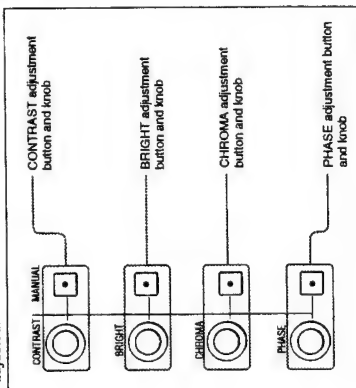 CONTRAST
MANUAL
CONTRAST adjustment
button and knob
BRIGHT
BRIGHT adjustment
button and knob
CHROMA
CHROMA adjustment
button and knob
PHASE
PHASE adjustment button
and knob